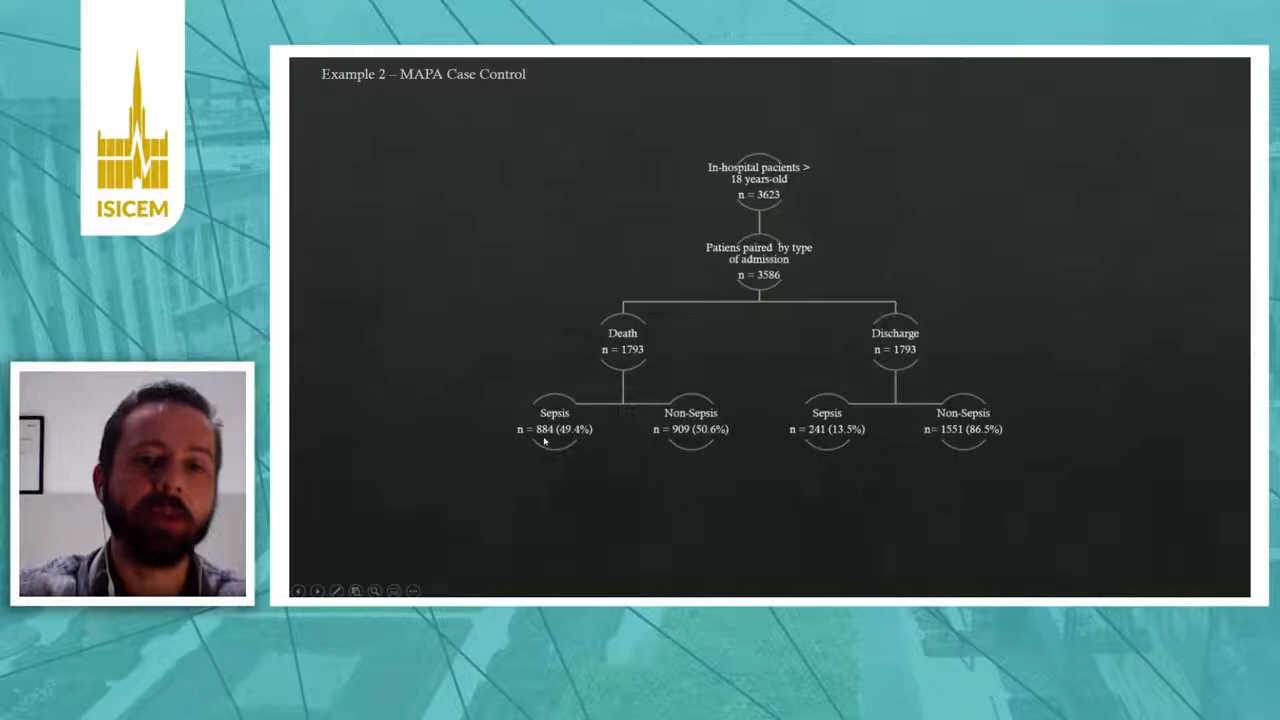 ISICEM
Example 2 – MAPA Case Control
In-hospital pacients >
18 years-old
n = 3623
Patiens paired by type
of admission
n = 3586
Death
n = 1793
Discharge
n = 1793
Sepsis
n = 884 (49.4%)
Non-Sepsis
n = 909 (50.6%)
Sepsis
n = 241 (13.5%)
Non-Sepsis
n= 1551 (86.5%)